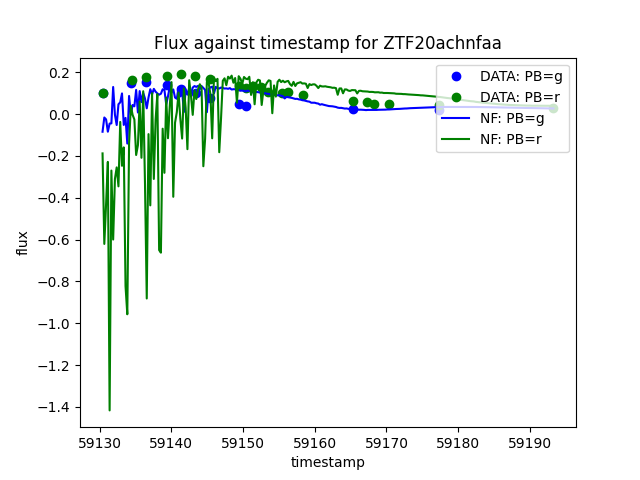 Flux against timestamp for ZTF20achnfaa
flux
0.2
0.0
−0.2
−0.4
−0.6
−0.8
−1.0
−1.2
−1.4
DATA: PB=g
DATA: PB=r
NF: PB=g
NF: PB=r
59130 59140 59150 59160 59170 59180 59190
timestamp